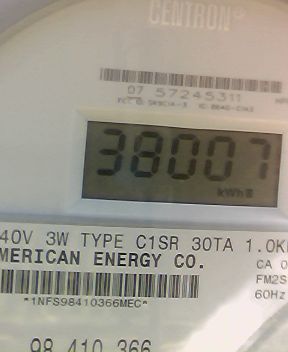 CENTRON®
07 57245311
38007
kWh
40V 3W TYPE C1SR 30TA 1.0K
MERICAN ENERGY CO.
CA 0
FM2S
60Hz
*1NFS98410366MEC*
98 410 366